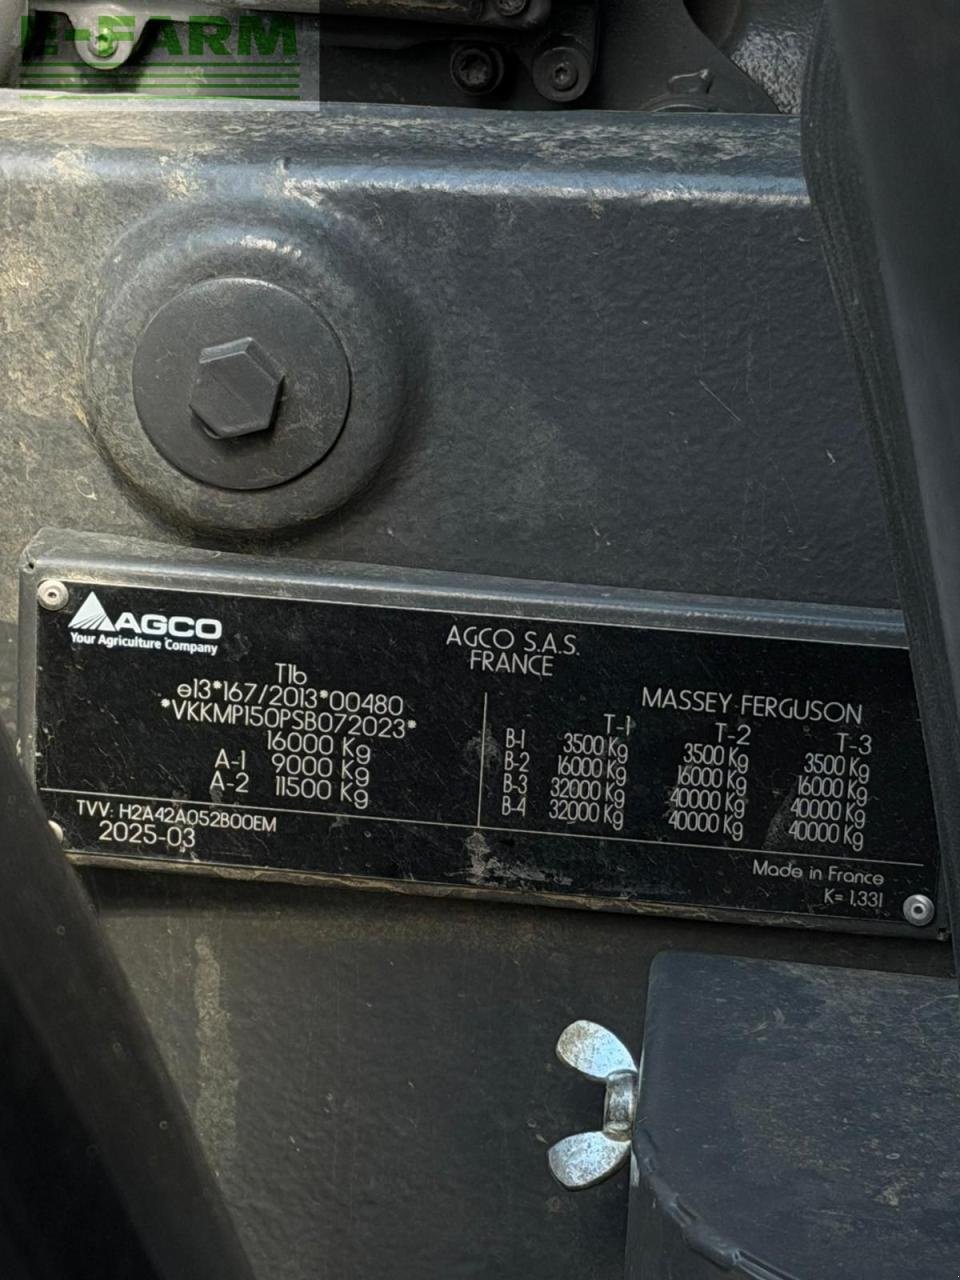 E-FARM
AGCO
Your Agriculture Company
AGCO S.A.S.
FRANCE
T1b
e13*167/2013*00480
*VKKMP150PSB072023*
16000 Kg
A-1 9000 Kg
A-2 11500 Kg
MASSEY FERGUSON
T-1 T-2 T-3
B-1 3500 Kg 3500 Kg 3500 Kg
B-2 16000 Kg 16000 Kg 16000 Kg
B-3 32000 Kg 40000 Kg 40000 Kg
B-4 32000 Kg 40000 Kg 40000 Kg
TVV: H2A42A052B00EM
2025-03
Made in France
K= 1,331